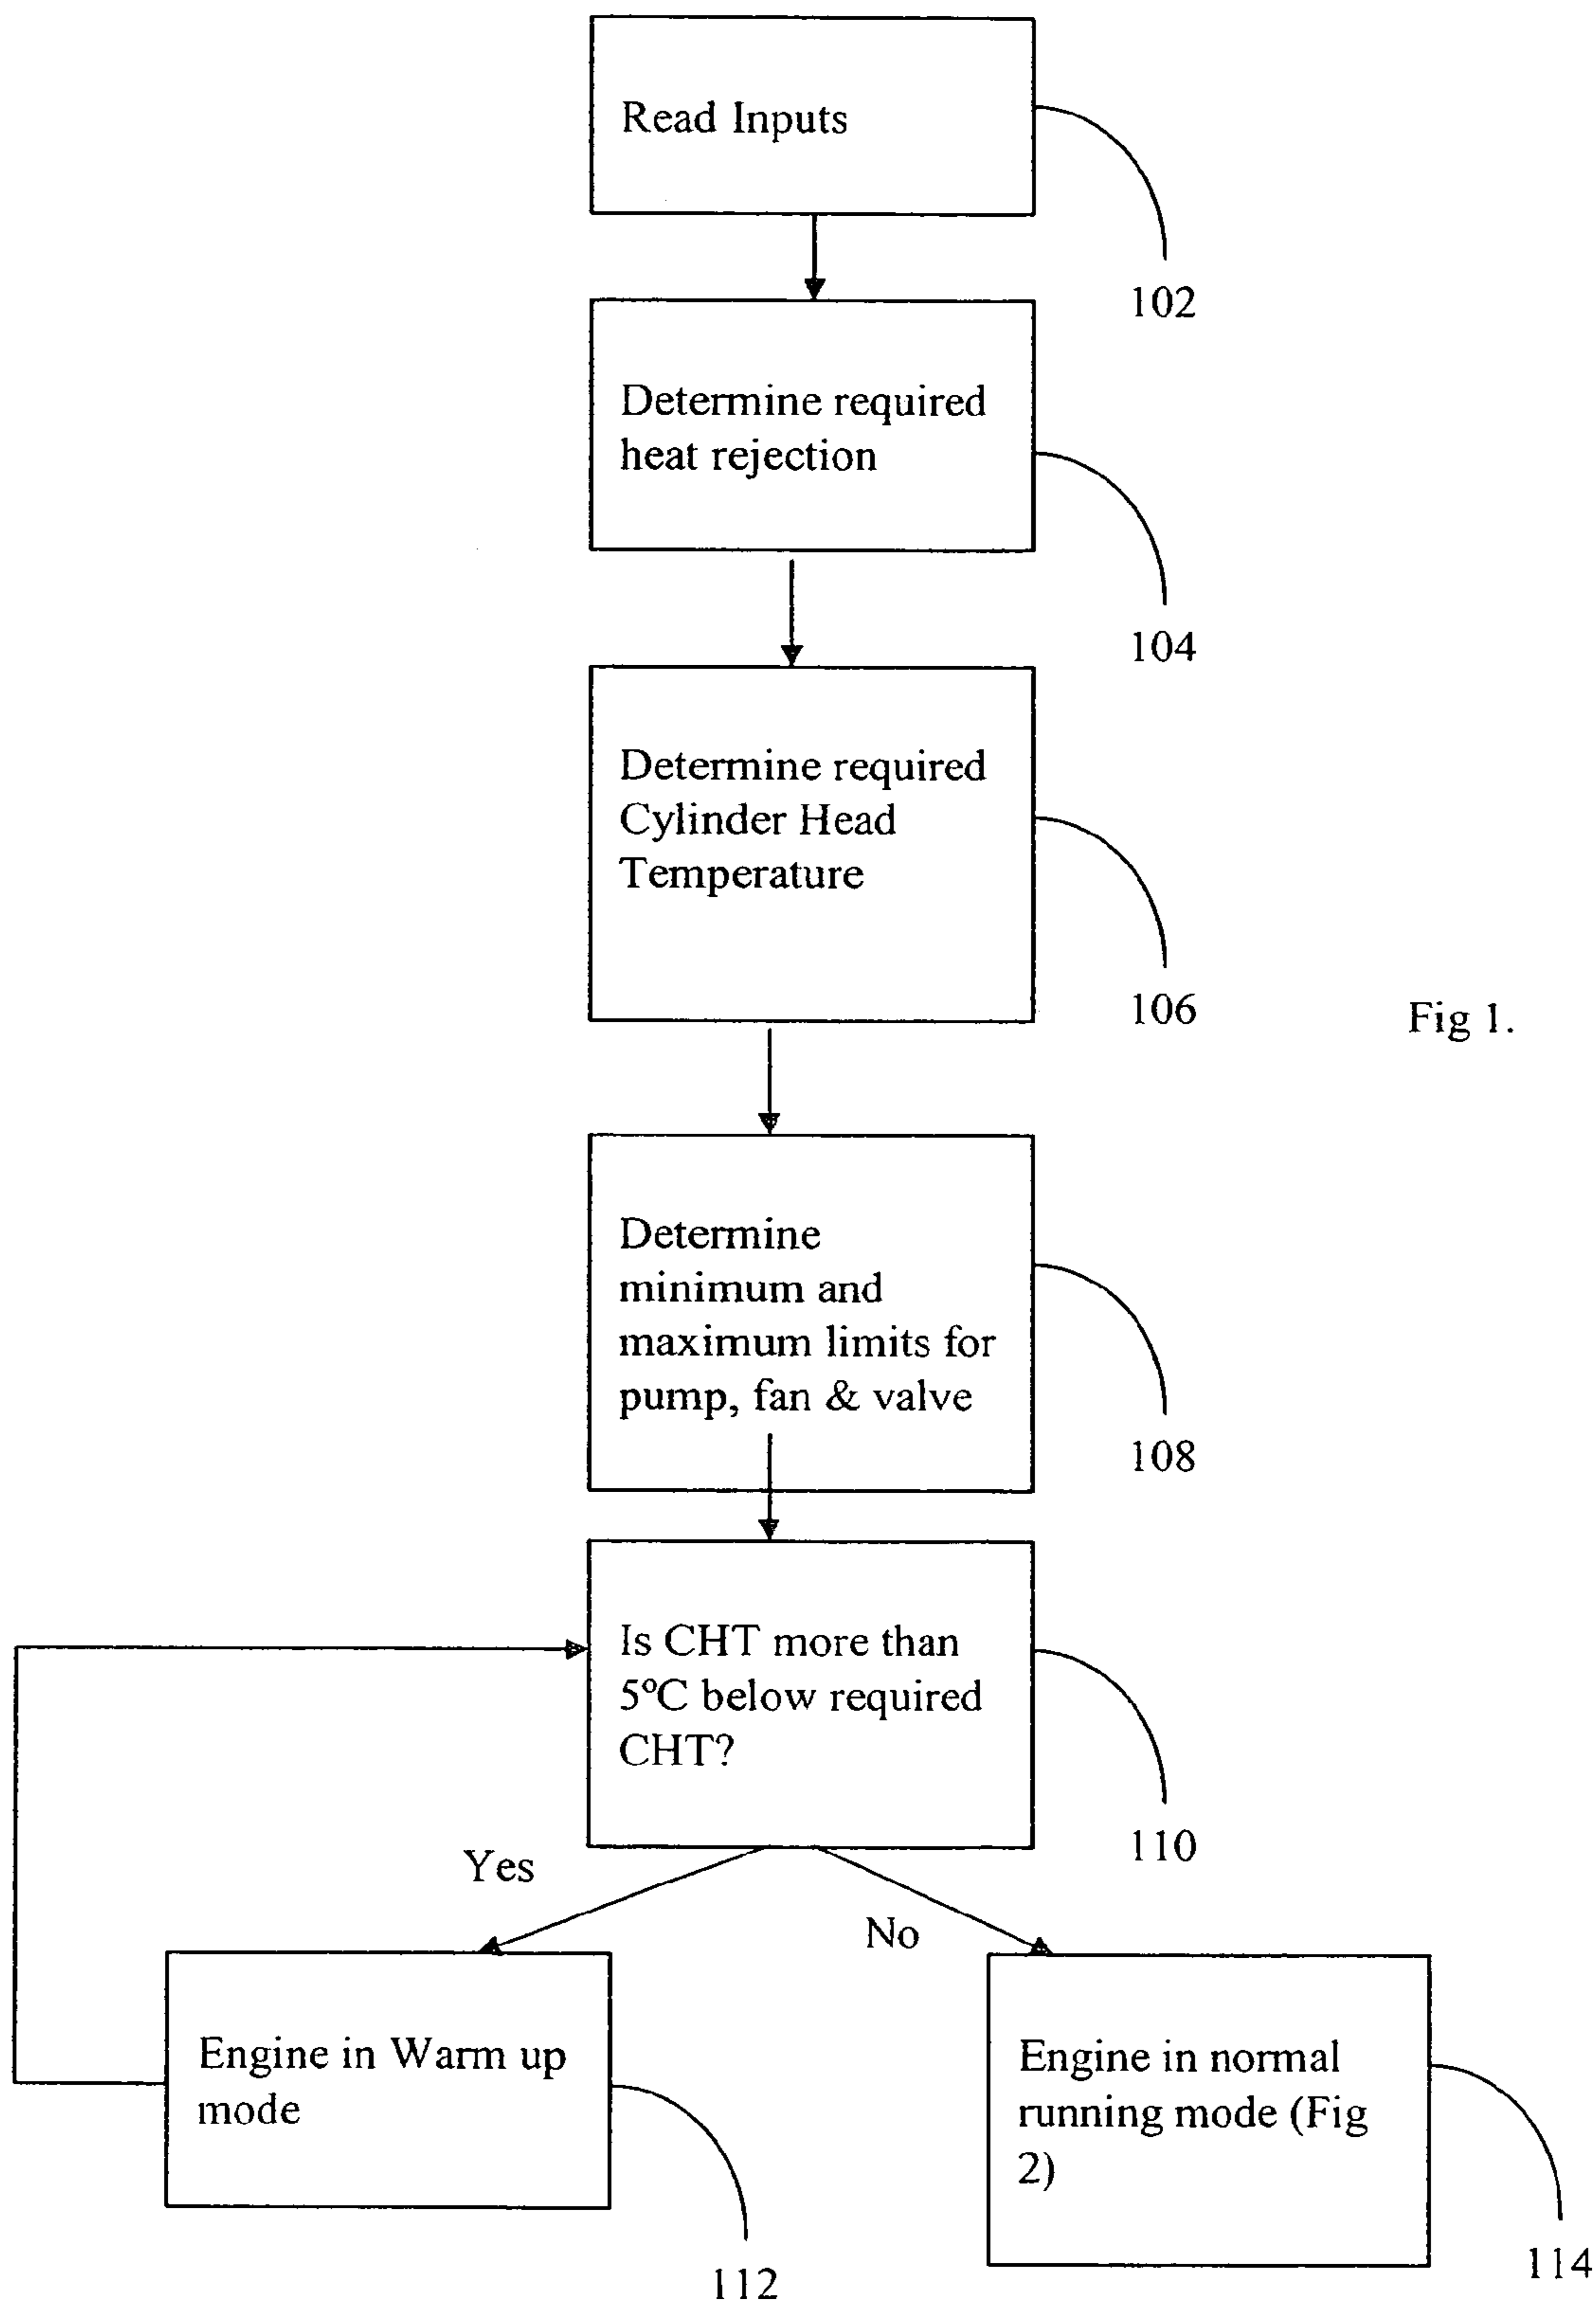 Read Inputs
102
Determine required
heat rejection
104
Determine required
Cylinder Head
Temperature
106
Fig 1.
Determine
minimum and
maximum limits for
pump, fan & valve
108
Is CHT more than
5ºC below required
CHT?
110
Yes
No
Engine in Warm up
mode
112
Engine in normal
running mode (Fig
2)
114